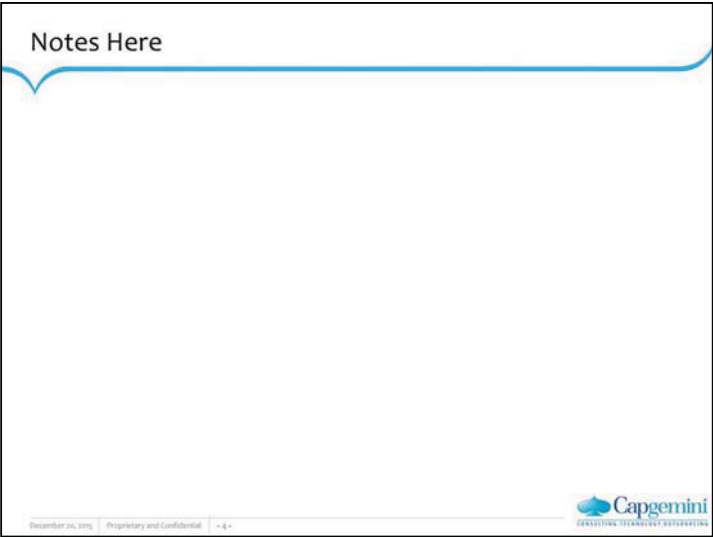 Notes Here
December 20, 2015 Proprietary and Confidential - 4 -
Capgemini
CONSULTING. TECHNOLOGY. OUTSOURCING